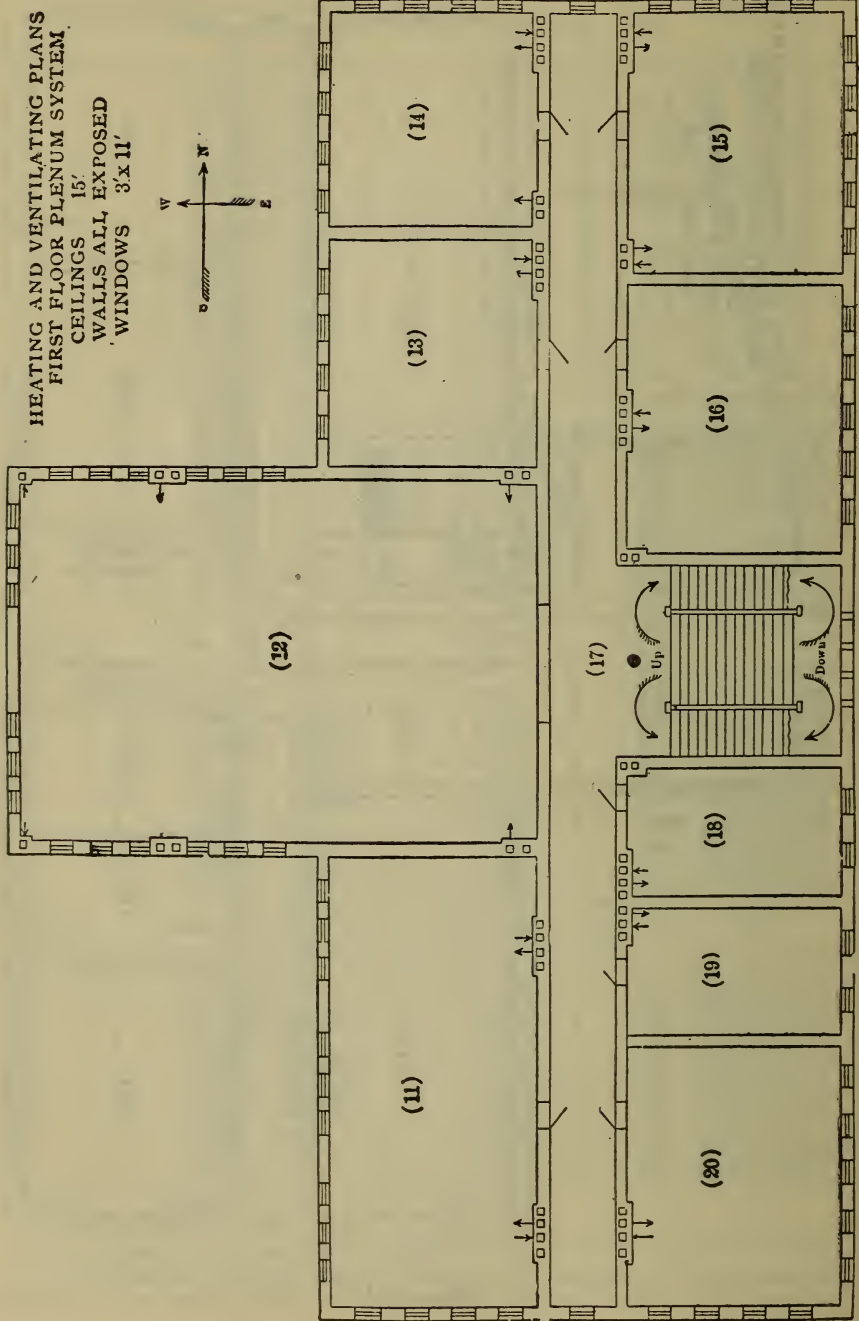 HEATING AND VENTILATING PLANS
FIRST FLOOR PLENUM SYSTEM
CEILINGS 15'
WALLS ALL EXPOSED
WINDOWS 3' x 11'
W
N
E
S
(14)
(15)
(13)
(16)
(12)
(17)
Up
Down
(18)
(11)
(19)
(20)